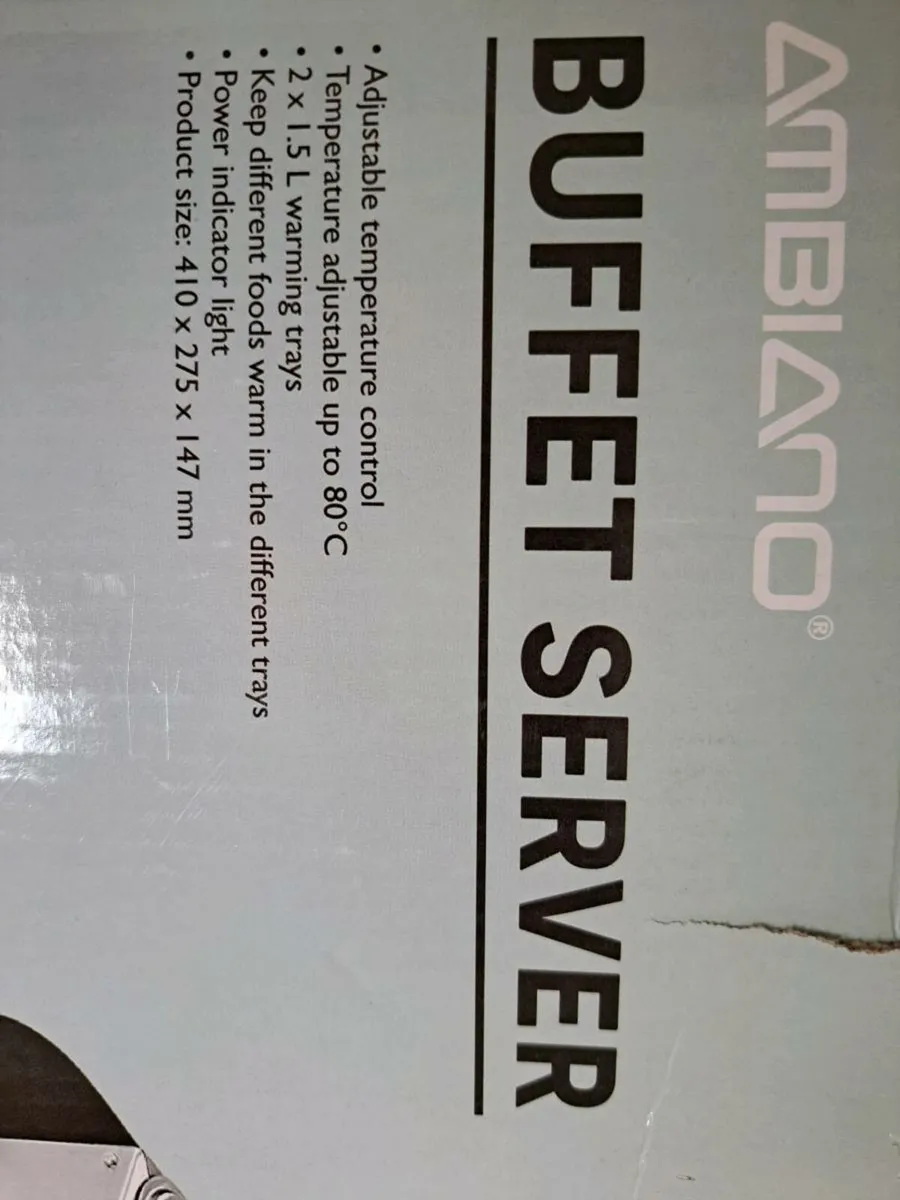 AMBIANO®
BUFFET SERVER
• Adjustable temperature control
• Temperature adjustable up to 80°C
• 2 x 1.5 L warming trays
• Keep different foods warm in the different trays
• Power indicator light
• Product size: 410 x 275 x 147 mm